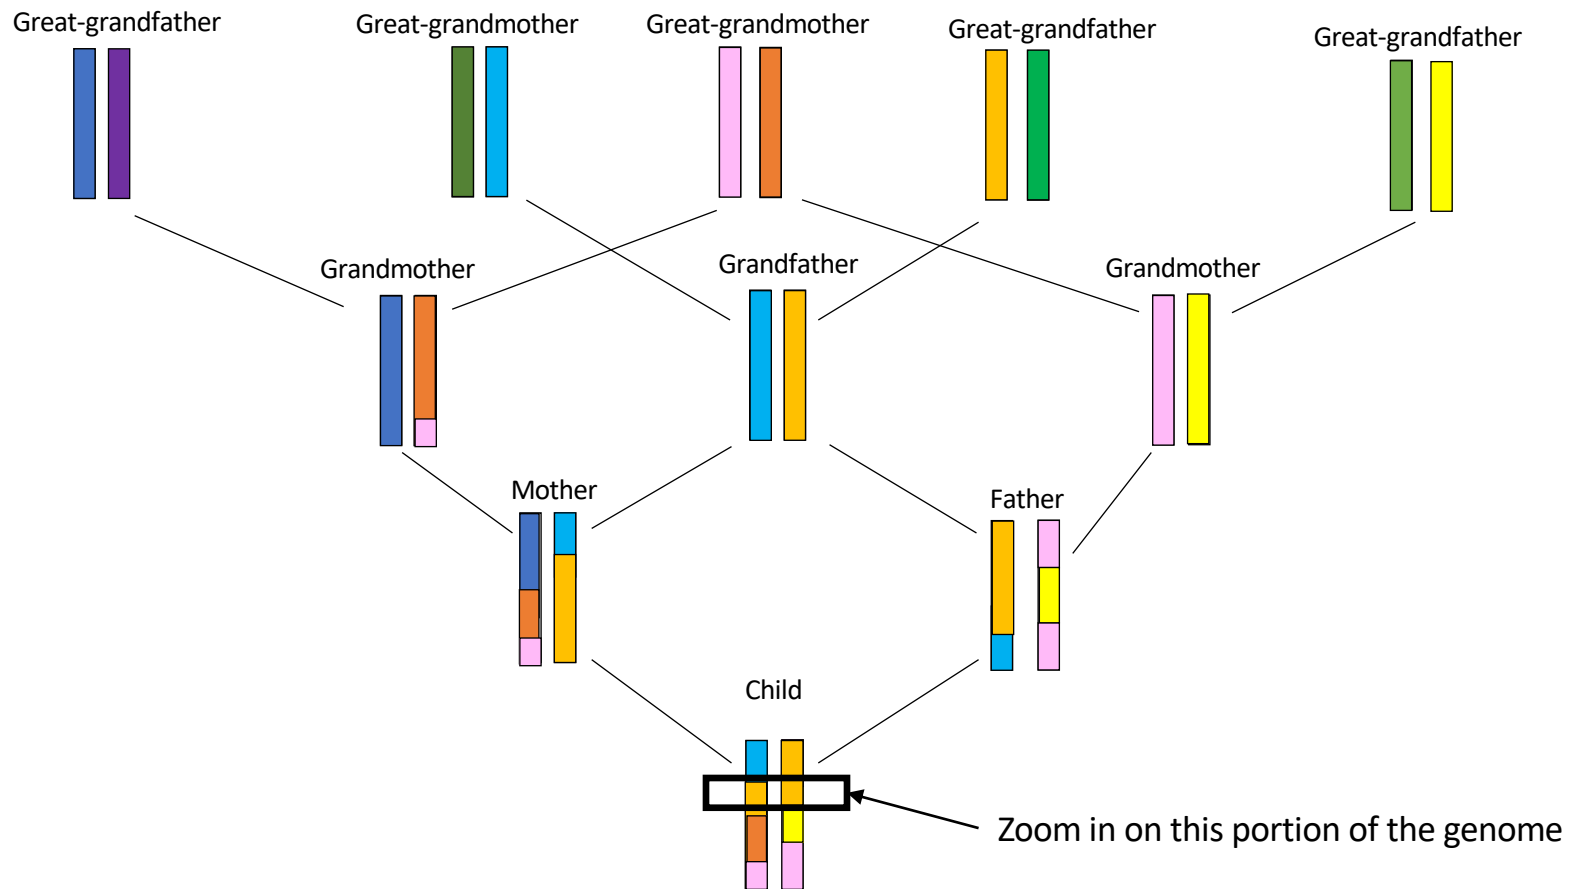 Great-grandfather
Great-grandmother
Great-grandmother
Great-grandfather
Great-grandfather
Grandmother
Grandfather
Grandmother
Mother
Father
Child
Zoom in on this portion of the genome